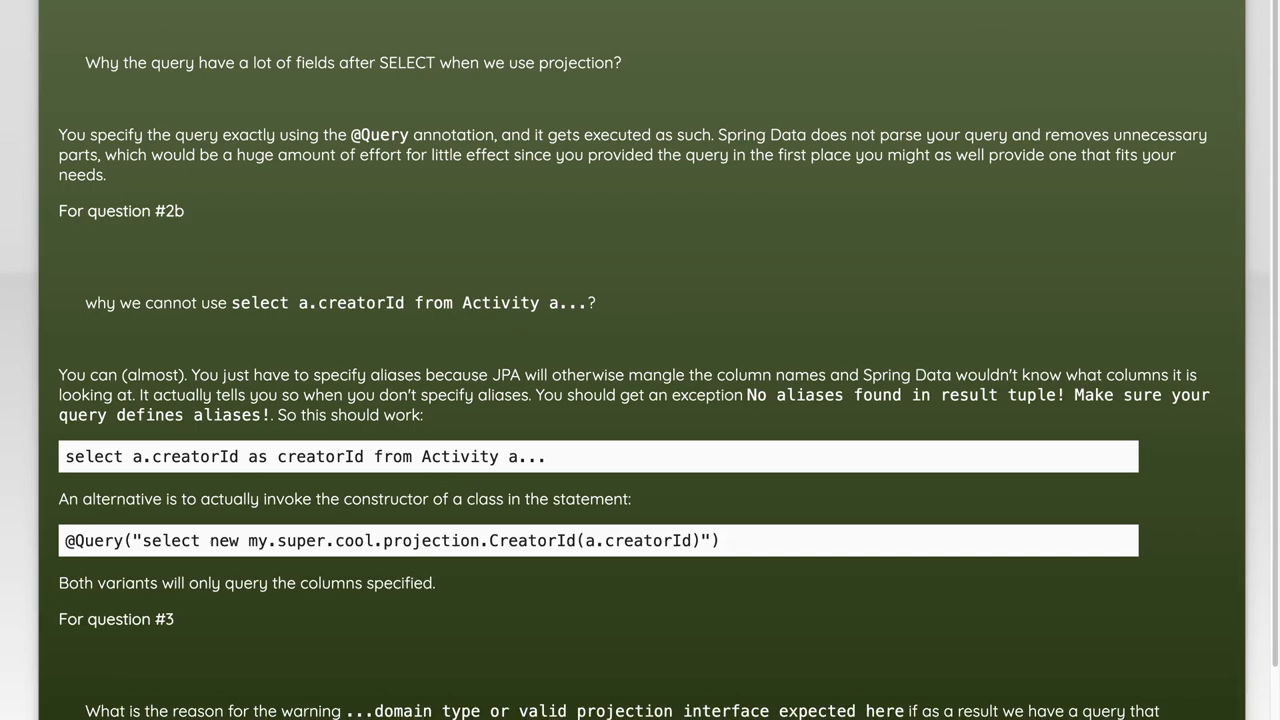 Why the query have a lot of fields after SELECT when we use projection?
You specify the query exactly using the @Query annotation, and it gets executed as such. Spring Data does not parse your query and removes unnecessary
parts, which would be a huge amount of effort for little effect since you provided the query in the first place you might as well provide one that fits your
needs.
For question #2b
why we cannot use select a.creatorId from Activity a...?
You can (almost). You just have to specify aliases because JPA will otherwise mangle the column names and Spring Data wouldn't know what columns it is
looking at. It actually tells you so when you don't specify aliases. You should get an exception No aliases found in result tuple! Make sure your
query defines aliases!. So this should work:
select a.creatorId as creatorId from Activity a...
An alternative is to actually invoke the constructor of a class in the statement:
@Query("select new my.super.cool.projection.CreatorId(a.creatorId)")
Both variants will only query the columns specified.
For question #3
What is the reason for the warning ...domain type or valid projection interface expected here if as a result we have a query that